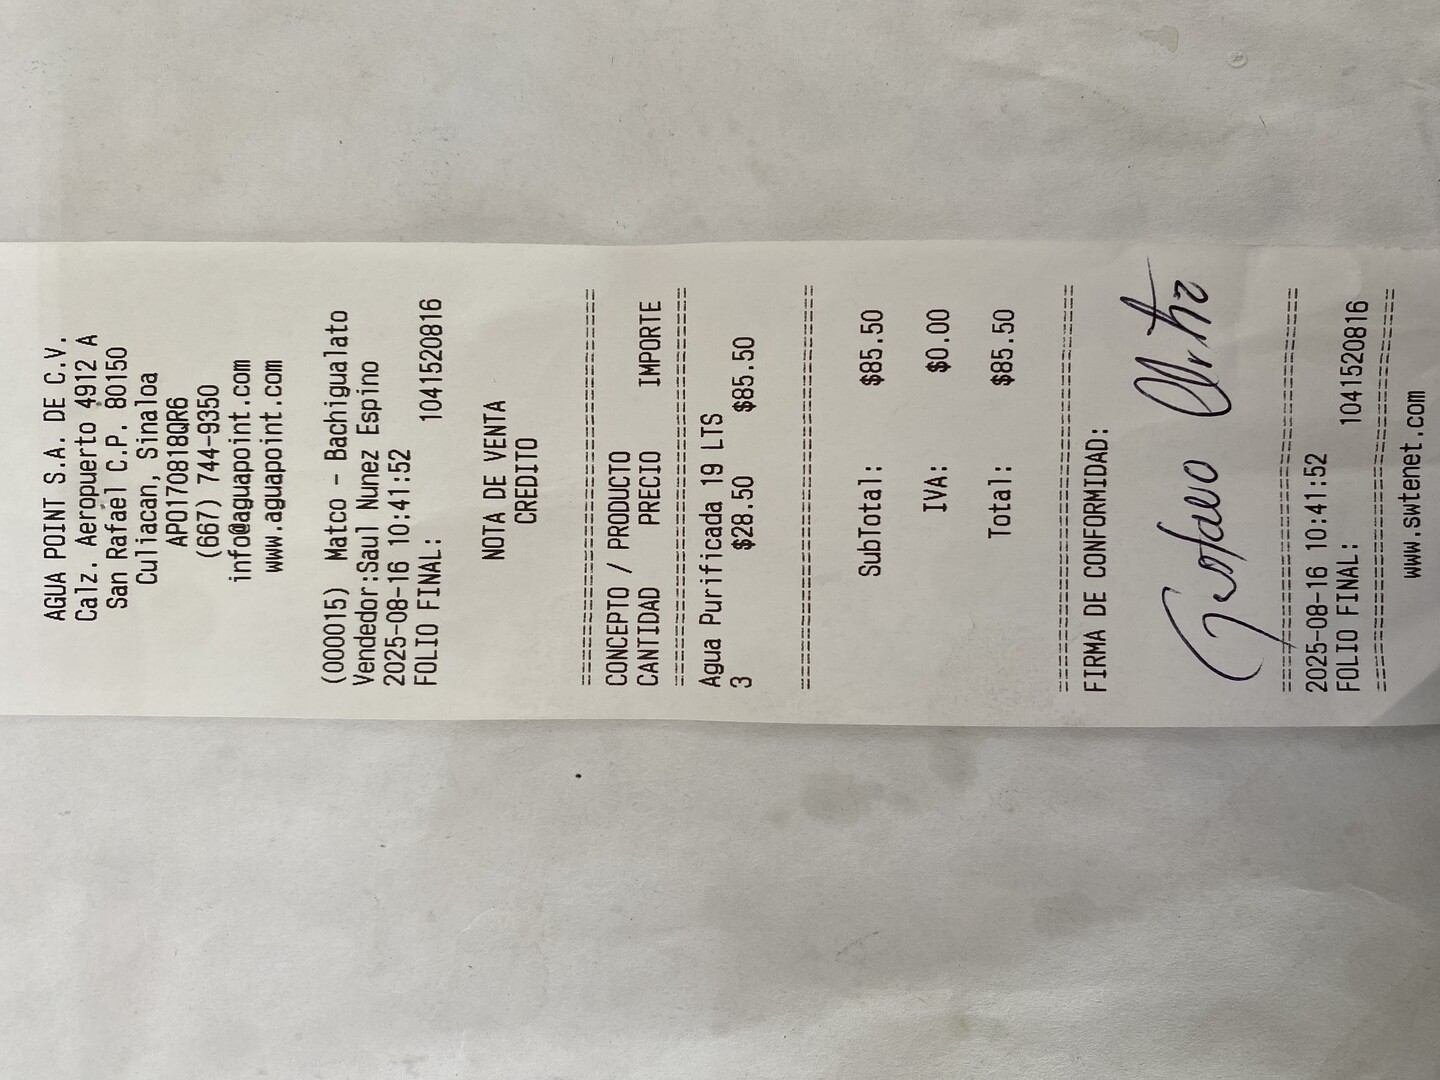 AGUA POINT S.A. DE C.V.
Calz. Aeropuerto 4912 A
San Rafael C.P. 80150
Culiacan, Sinaloa
APO170818QR6
(667) 744-9350
info@aguapoint.com
www.aguapoint.com
(000015) Matco - Bachigualato
Vendedor:Saul Nunez Espino
2025-08-16 10:41:52
FOLIO FINAL: 1041520816
NOTA DE VENTA
CREDITO
CONCEPTO / PRODUCTO
CANTIDAD PRECIO IMPORTE
Agua Purificada 19 LTS
3 $28.50 $85.50
SubTotal: $85.50
IVA: $0.00
Total: $85.50
FIRMA DE CONFORMIDAD:
2025-08-16 10:41:52
FOLIO FINAL: 1041520816
www.swtenet.com